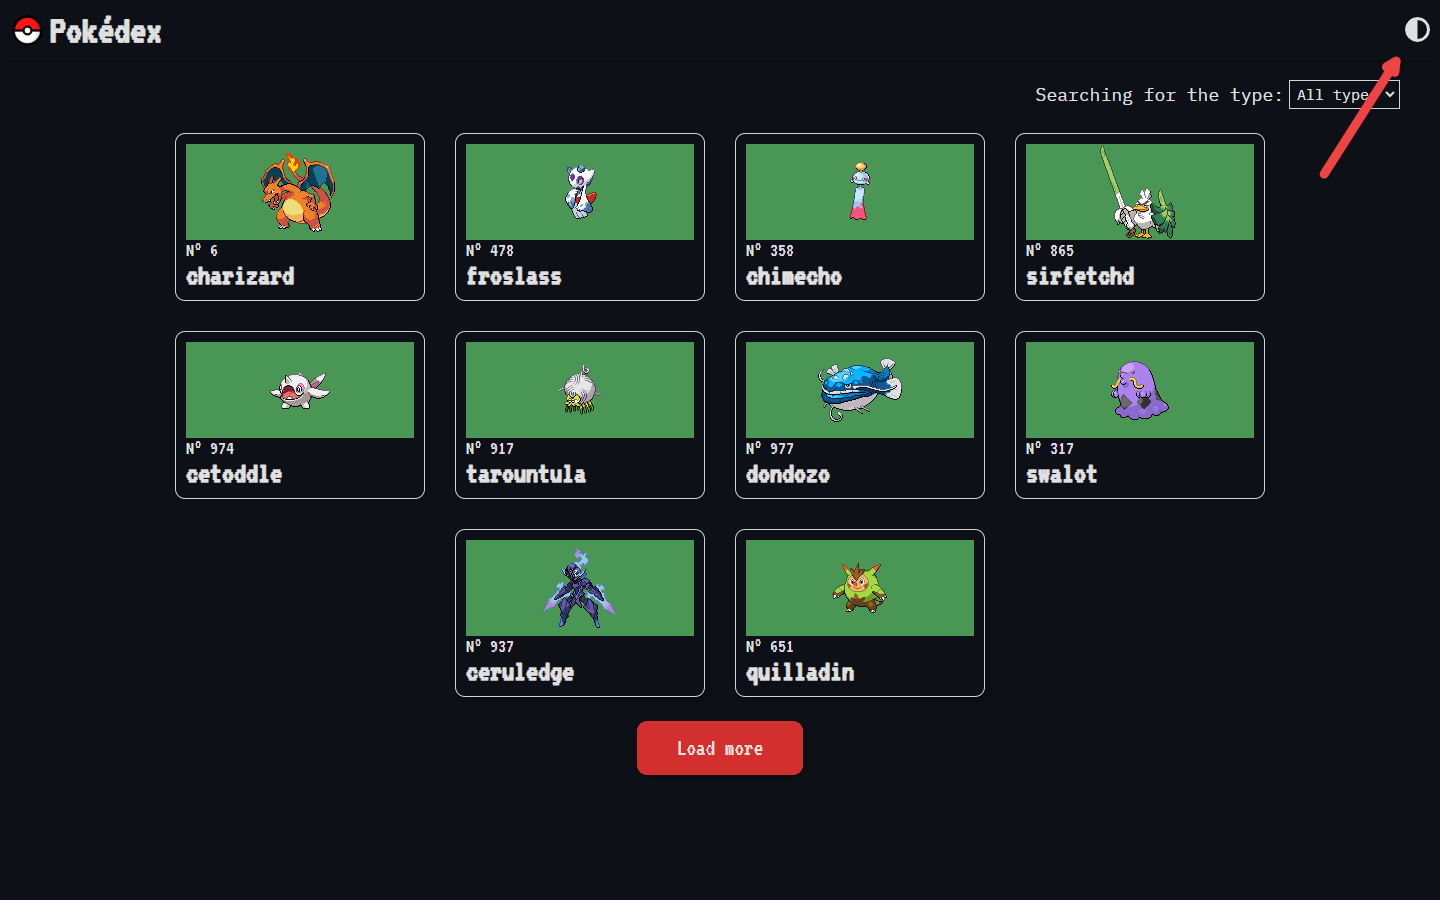 Pokédex
Searching for the type: All type
Nº 6
charizard
Nº 478
froslass
Nº 358
chimecho
Nº 865
sirfetchd
Nº 974
cetoddle
Nº 917
tarountula
Nº 977
dondozo
Nº 317
swalot
Nº 937
ceruledge
Nº 651
quilladin
Load more